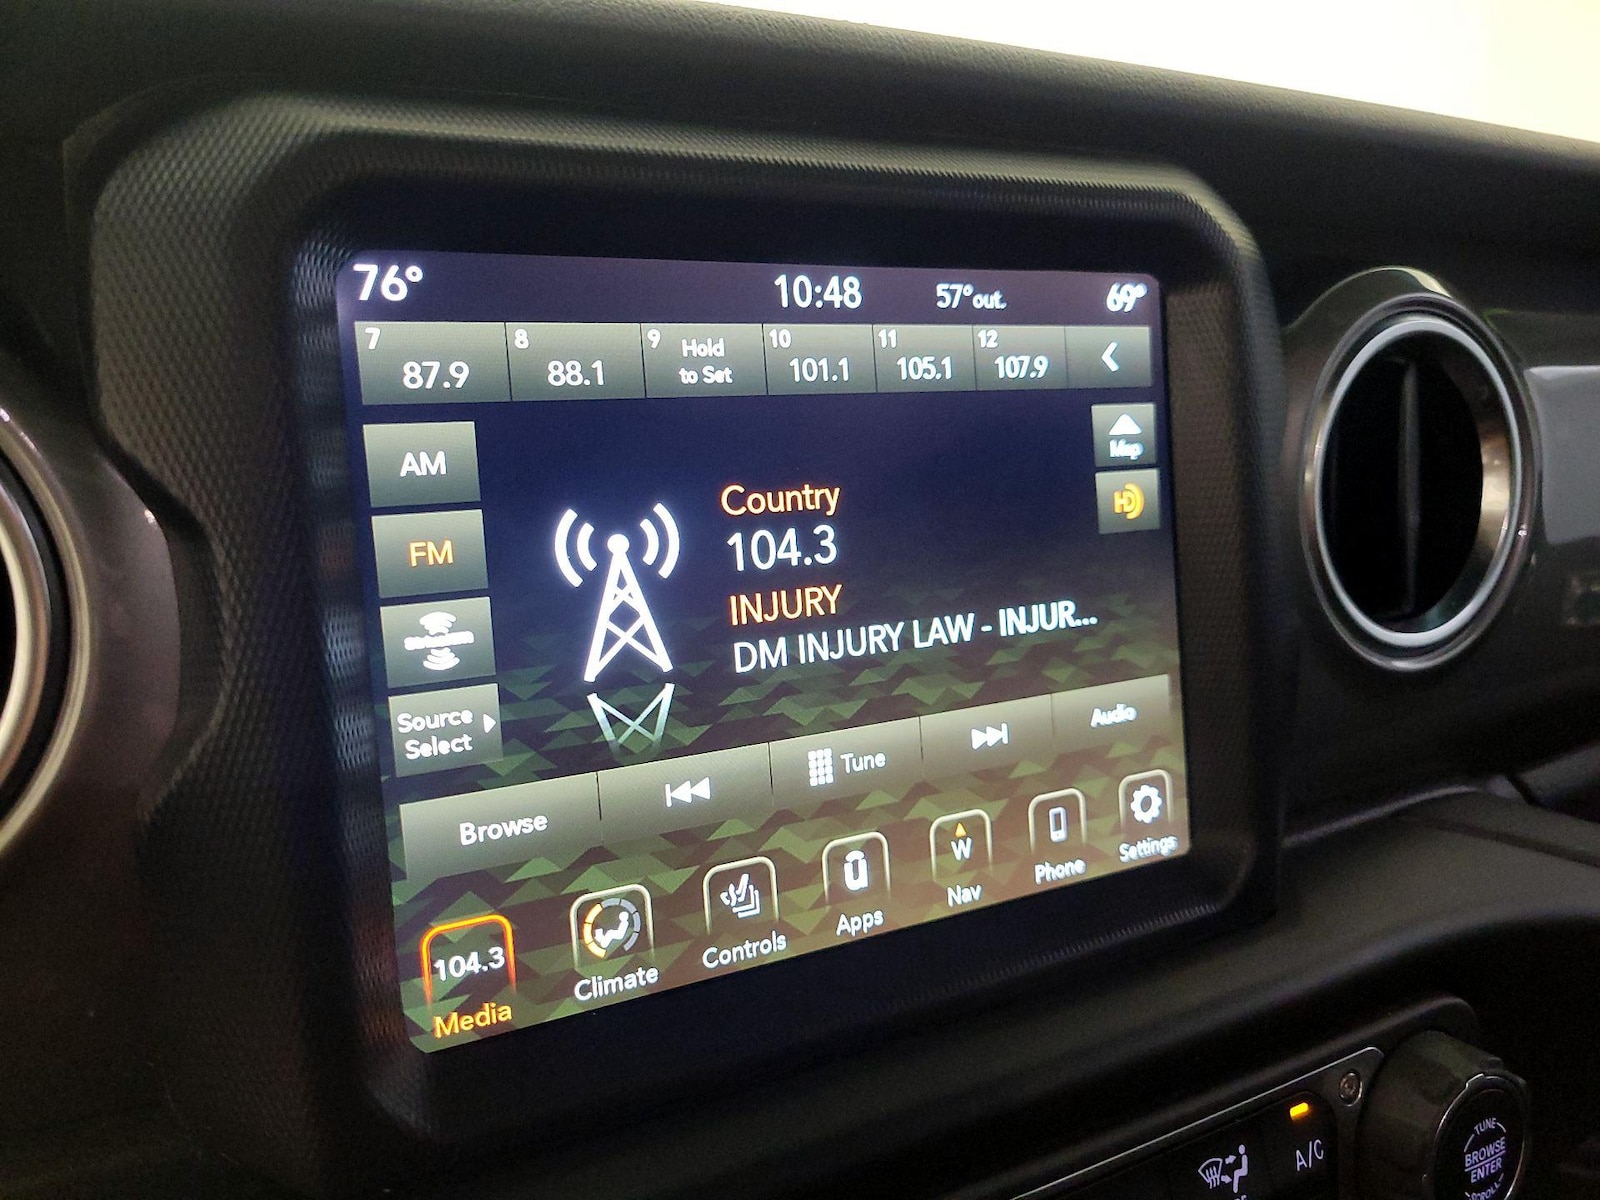 76° 10:48 57°out. 69°
7 8 9 Hold 10 11 12
87.9 88.1 to Set 101.1 105.1 107.9
AM
Map
HD
Country
104.3
FM
INJURY
DM INJURY LAW - INJUR...
Source
Select
Browse
Tune
Audio
104.3
Media
Climate
Controls
Apps
W
Nav
Phone
Settings
A/C
TUNE
BROWSE
ENTER
SCROLL